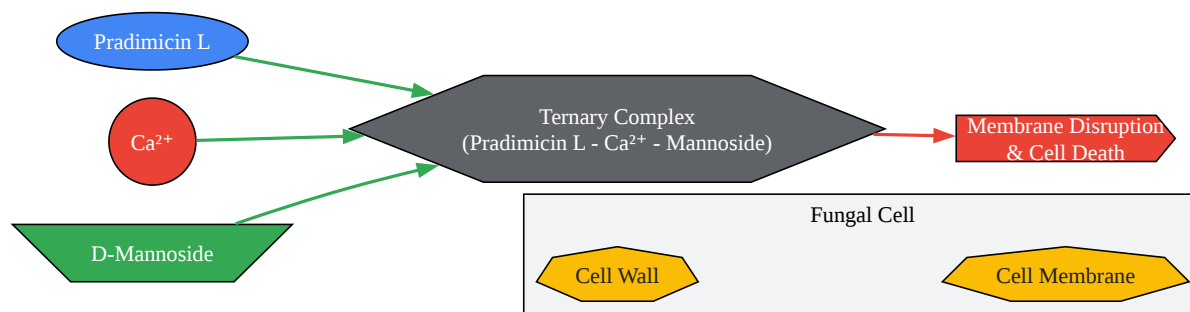 Pradimicin L
Ca²⁺
D-Mannoside
Ternary Complex
(Pradimicin L - Ca²⁺ - Mannoside)
Membrane Disruption
& Cell Death
Fungal Cell
Cell Wall
Cell Membrane